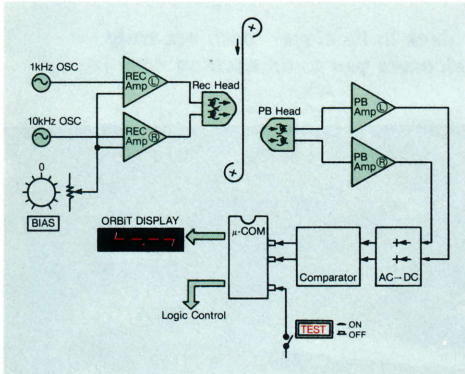 1kHz OSC
REC
Amp L
Rec Head
PB Head
PB
Amp L
10kHz OSC
REC
Amp R
PB
Amp R
0
BIAS
ORBiT DISPLAY
μ-COM
Comparator
AC→DC
Logic Control
TEST
ON
OFF